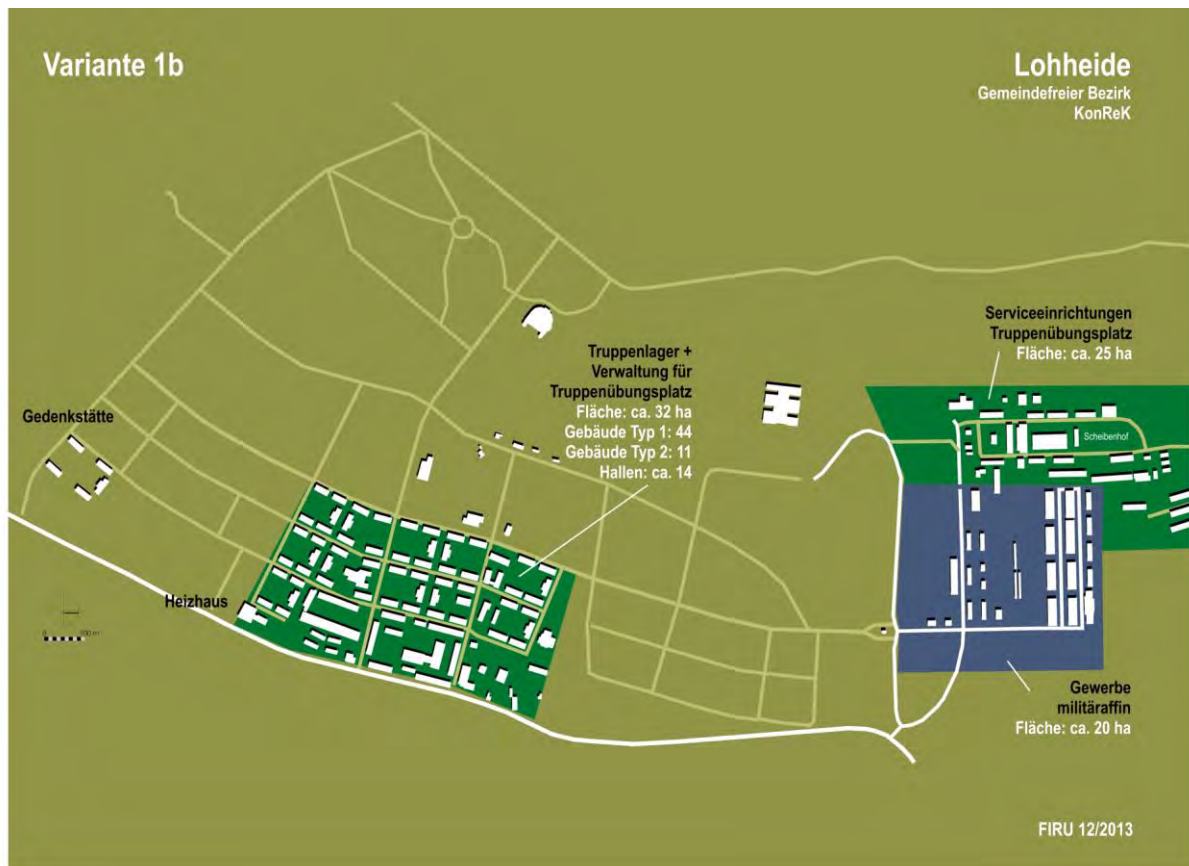 Variante 1b
Lohheide
Gemeindefreier Bezirk
KonReK
Serviceeinrichtungen
Truppenübungsplatz
Fläche: ca. 25 ha
Truppenlager +
Verwaltung für
Truppenübungsplatz
Fläche: ca. 32 ha
Gebäude Typ 1: 44
Gebäude Typ 2: 11
Hallen: ca. 14
Gedenkstätte
Scheibenhof
Heizhaus
0
Gewerbe
militäraffin
Fläche: ca. 20 ha
FIRU 12/2013